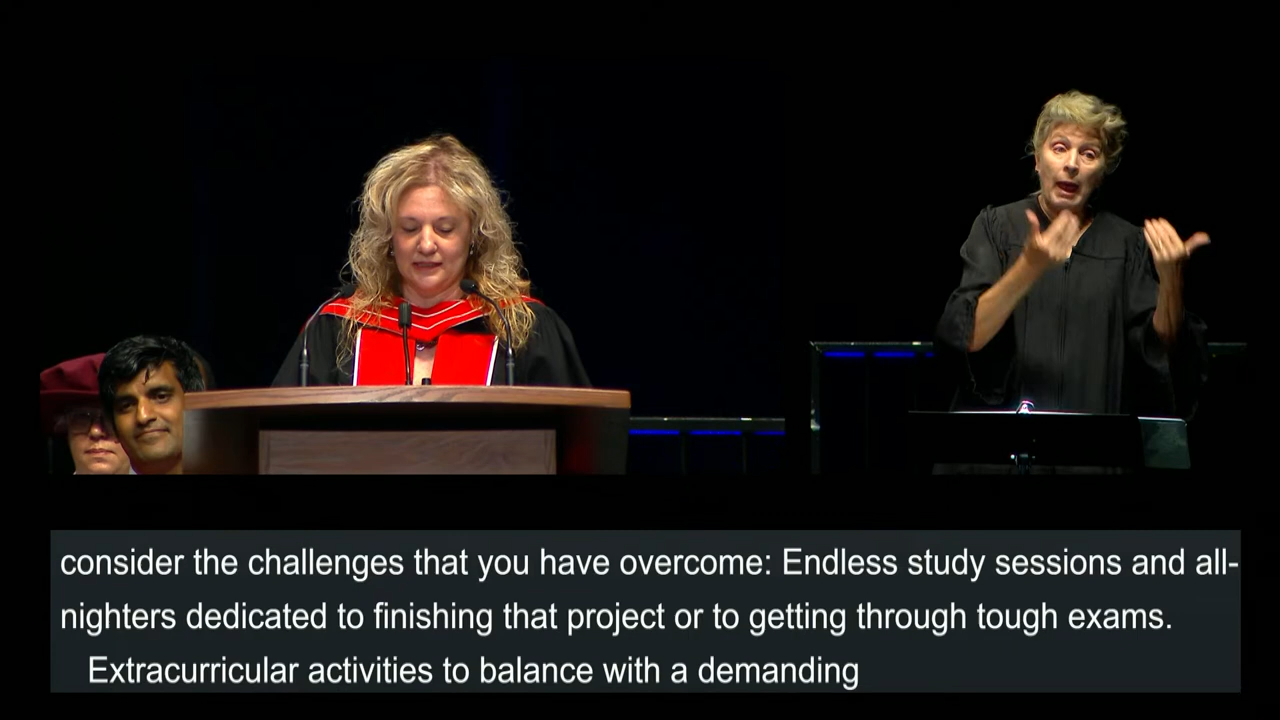 consider the challenges that you have overcome: Endless study sessions and all-
nighters dedicated to finishing that project or to getting through tough exams.
Extracurricular activities to balance with a demanding